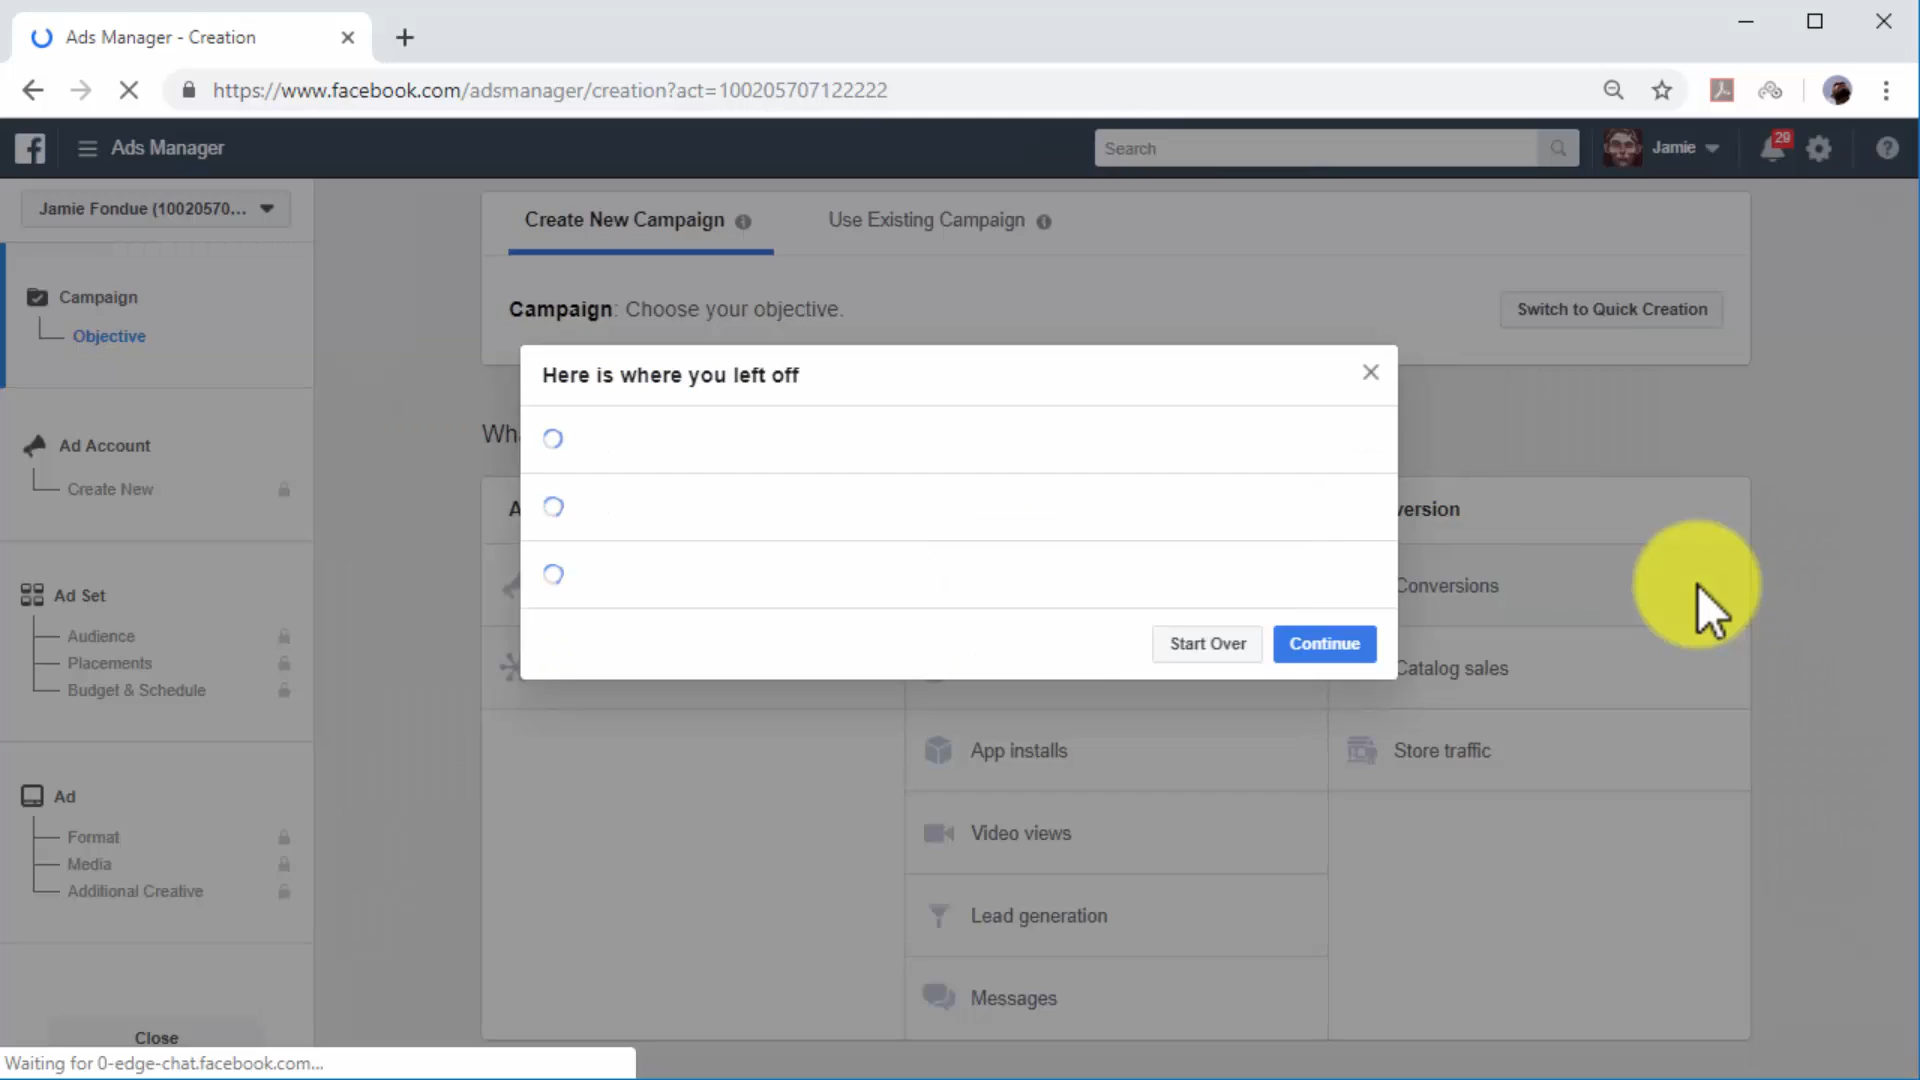 Ads Manager - Creation
https://www.facebook.com/adsmanager/creation?act=100205707122222
Ads Manager
Search
Jamie
29
Jamie Fondue (10020570...
Create New Campaign
Use Existing Campaign
Campaign
Objective
Campaign: Choose your objective.
Switch to Quick Creation
Here is where you left off
Ad Account
Create New
Ad Set
Audience
Placements
Budget & Schedule
Start Over
Continue
Conversions
Catalog sales
App installs
Store traffic
Ad
Video views
Format
Media
Additional Creative
Lead generation
Messages
Close
Waiting for 0-edge-chat.facebook.com...